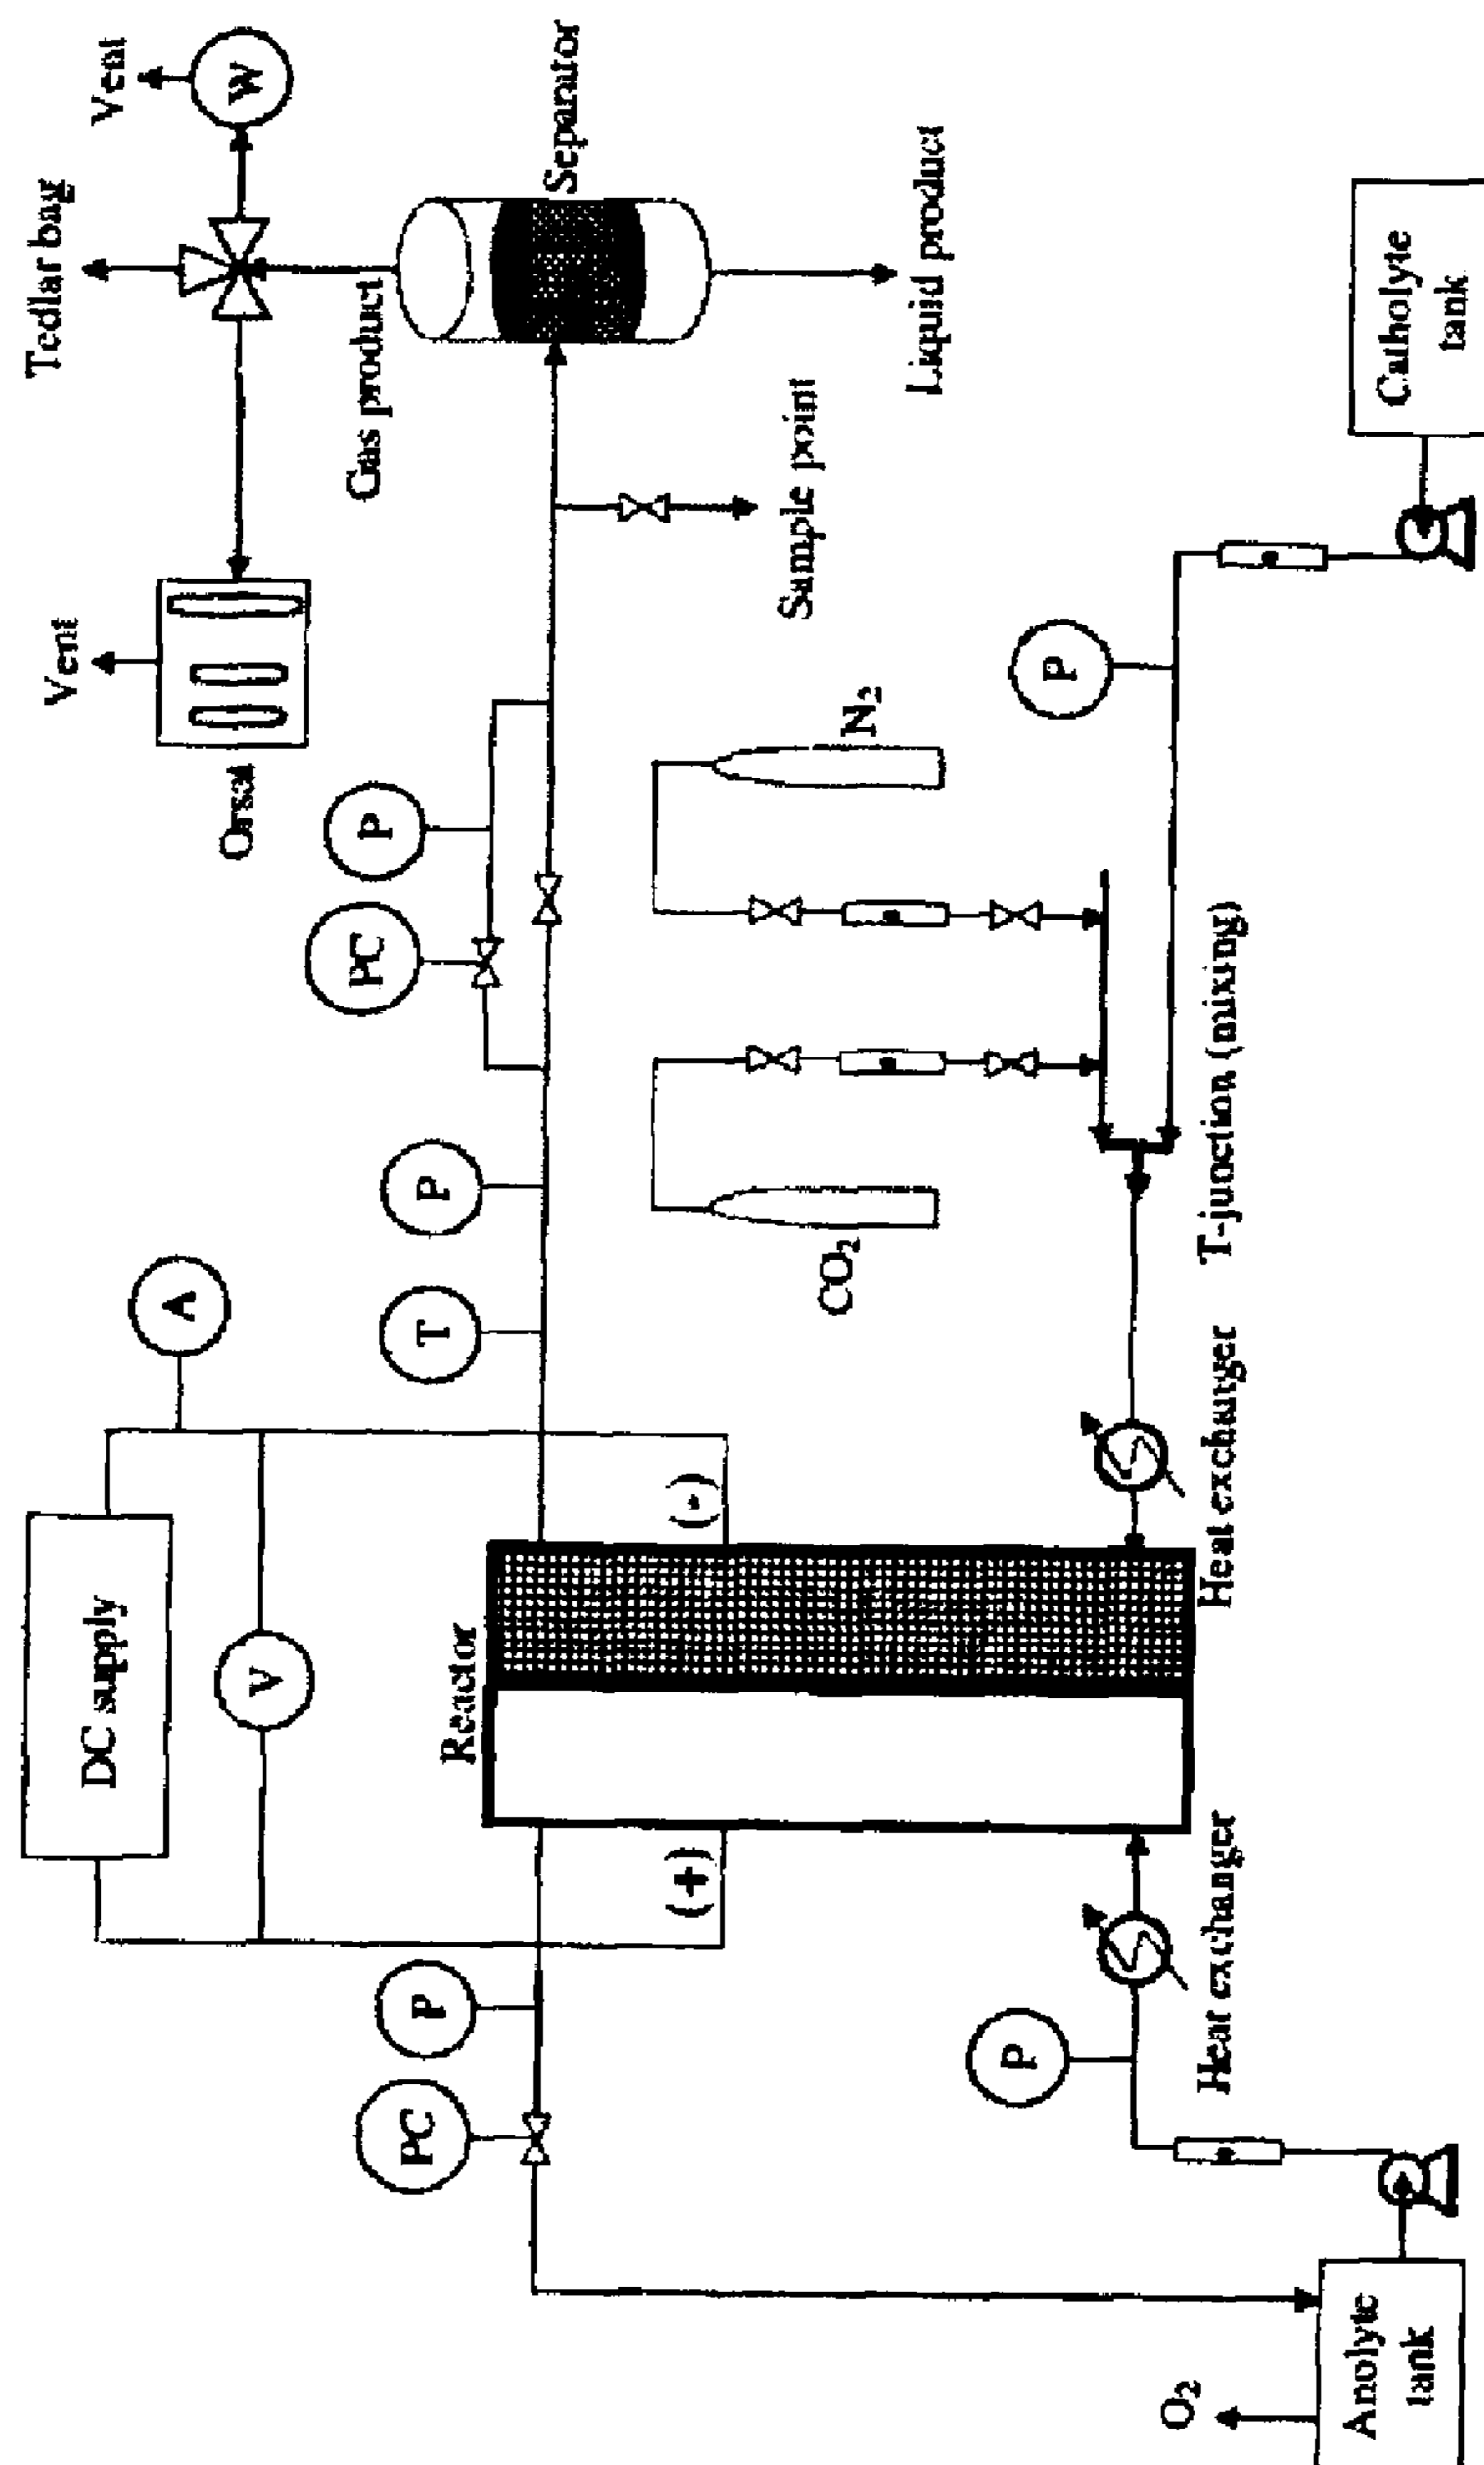 DC supply
A
V
Reactor
(+)
(-)
PC
P
T
P
PC
P
Orsat
Vent
Tedlar bag
Vent
W
Gas product
Separator
Sample point
Liquid product
CO₂
N₂
P
Heat exchanger
Heat exchanger
T-junction (mixing)
P
O₂
Anolyte
tank
Catholyte
tank